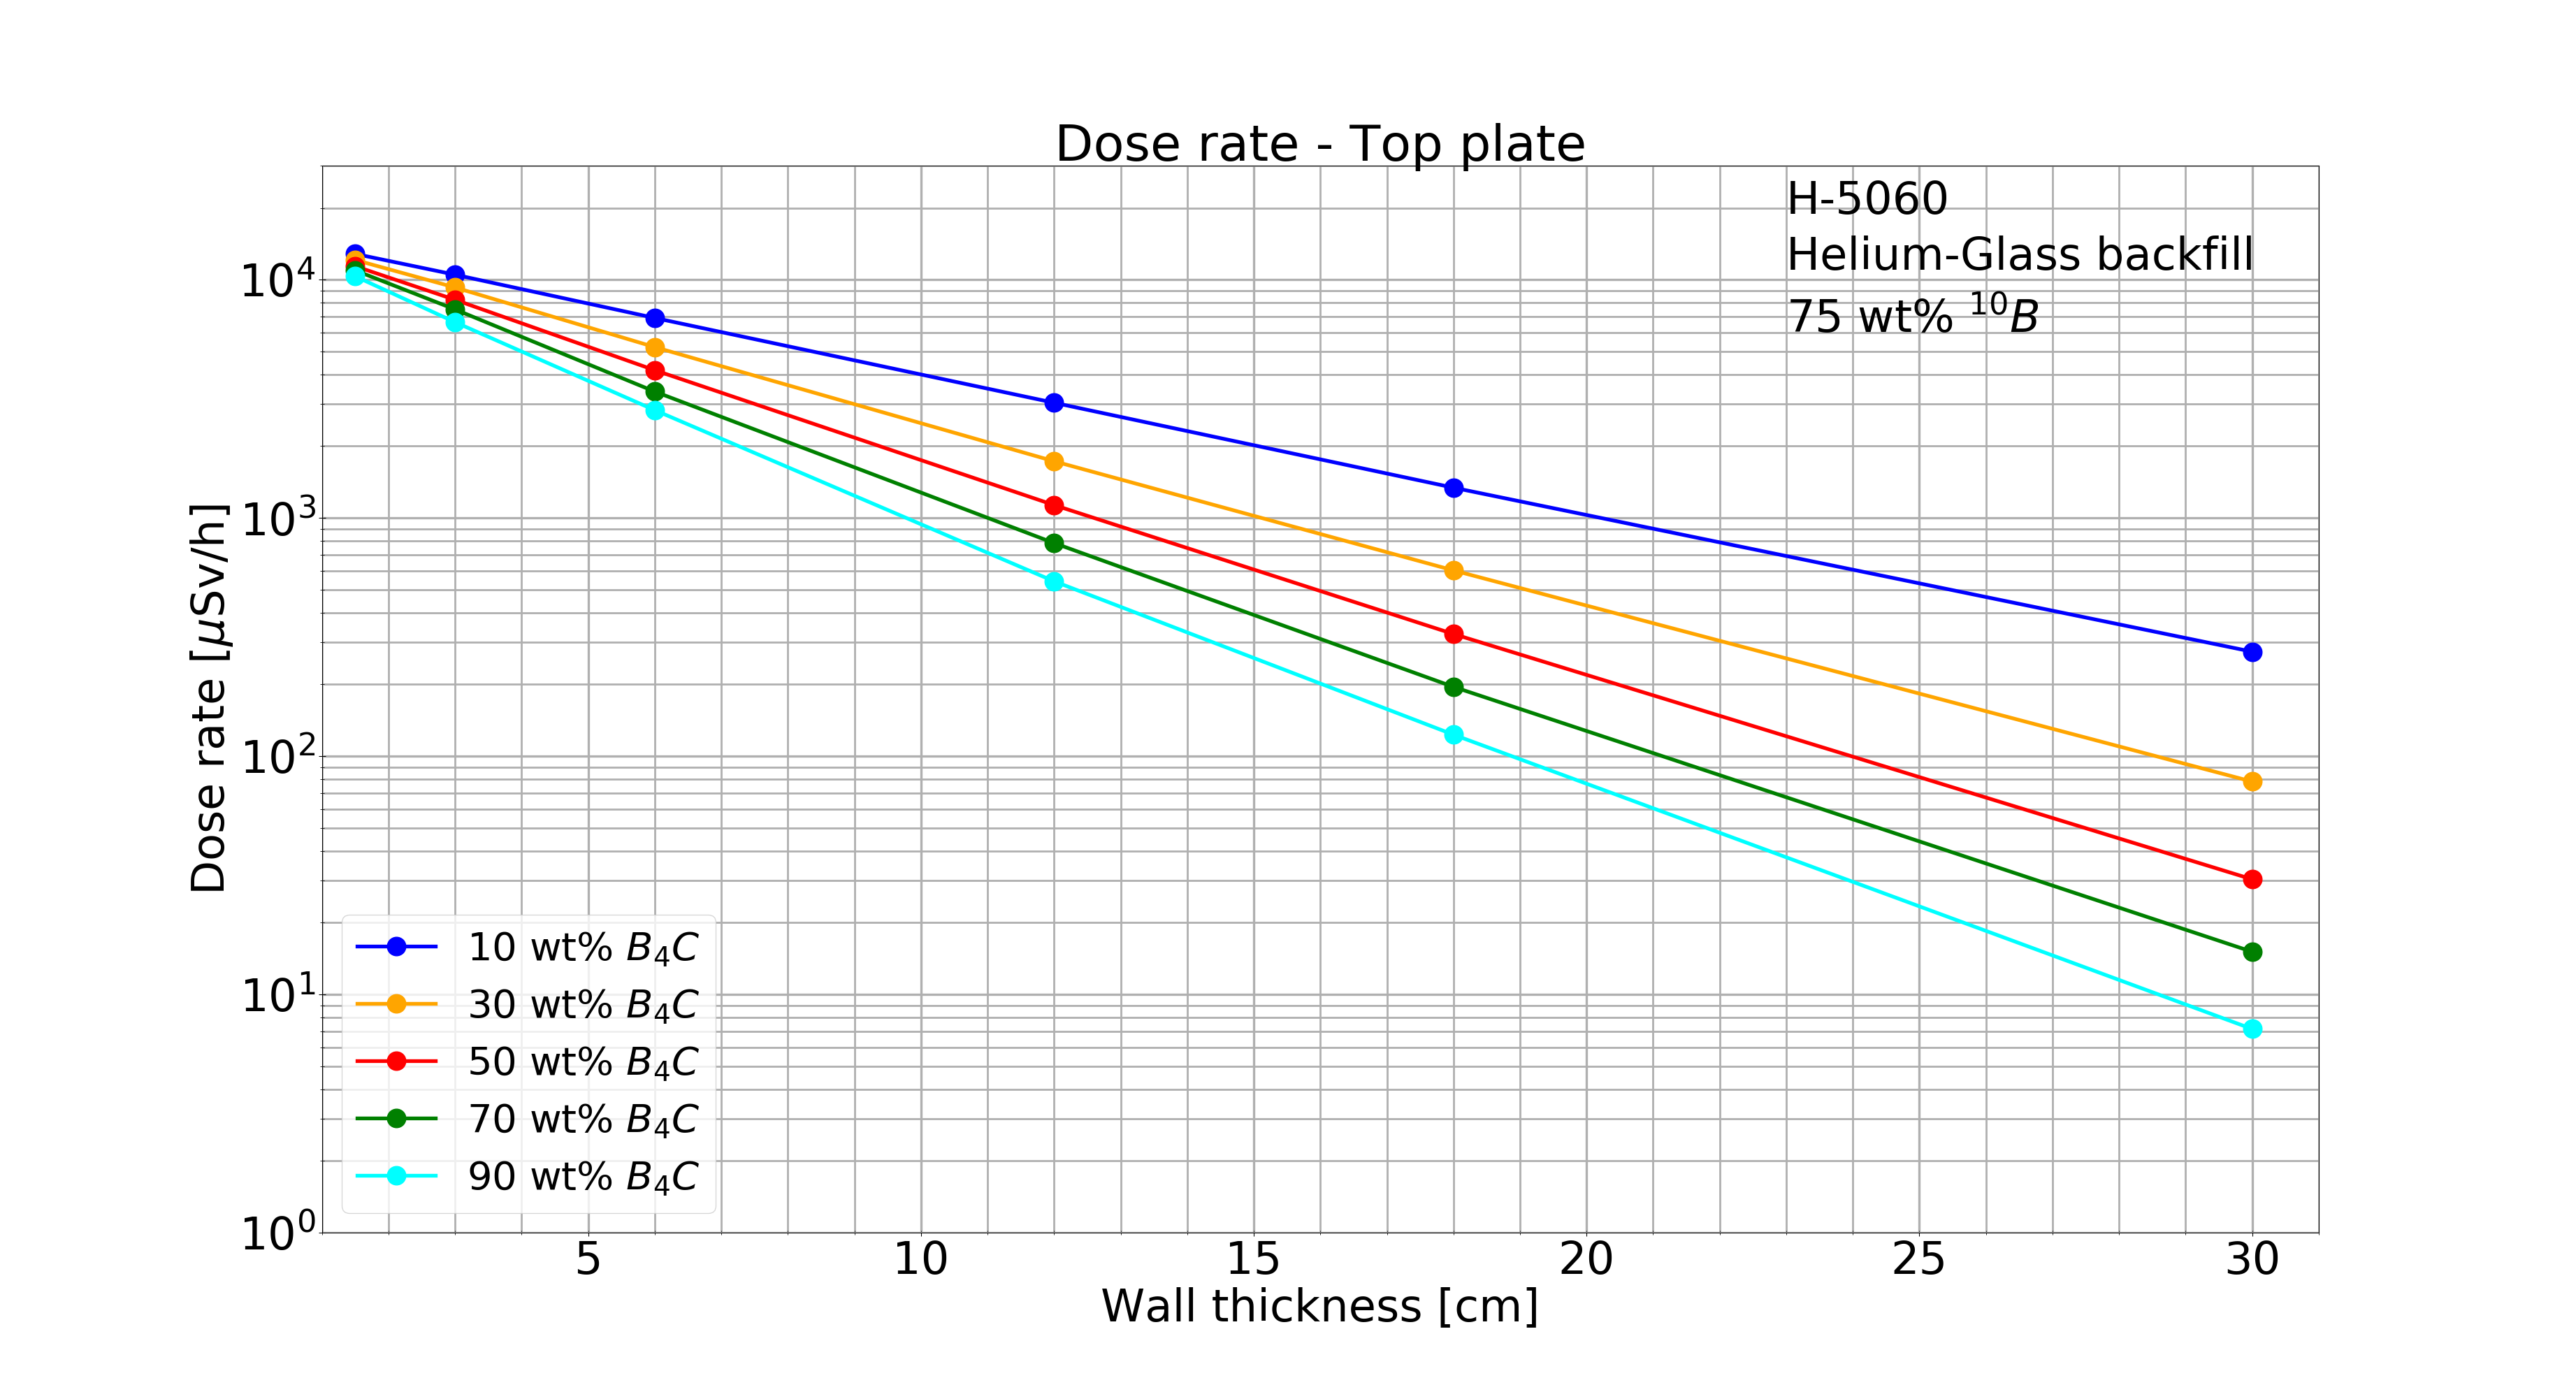 Dose rate - Top plate
H-5060
Helium-Glass backfill
75 wt% ¹⁰B
Dose rate [μSv/h]
10⁴
10³
10²
10¹
10⁰
10 wt% B₄C
30 wt% B₄C
50 wt% B₄C
70 wt% B₄C
90 wt% B₄C
5 10 15 20 25 30
Wall thickness [cm]